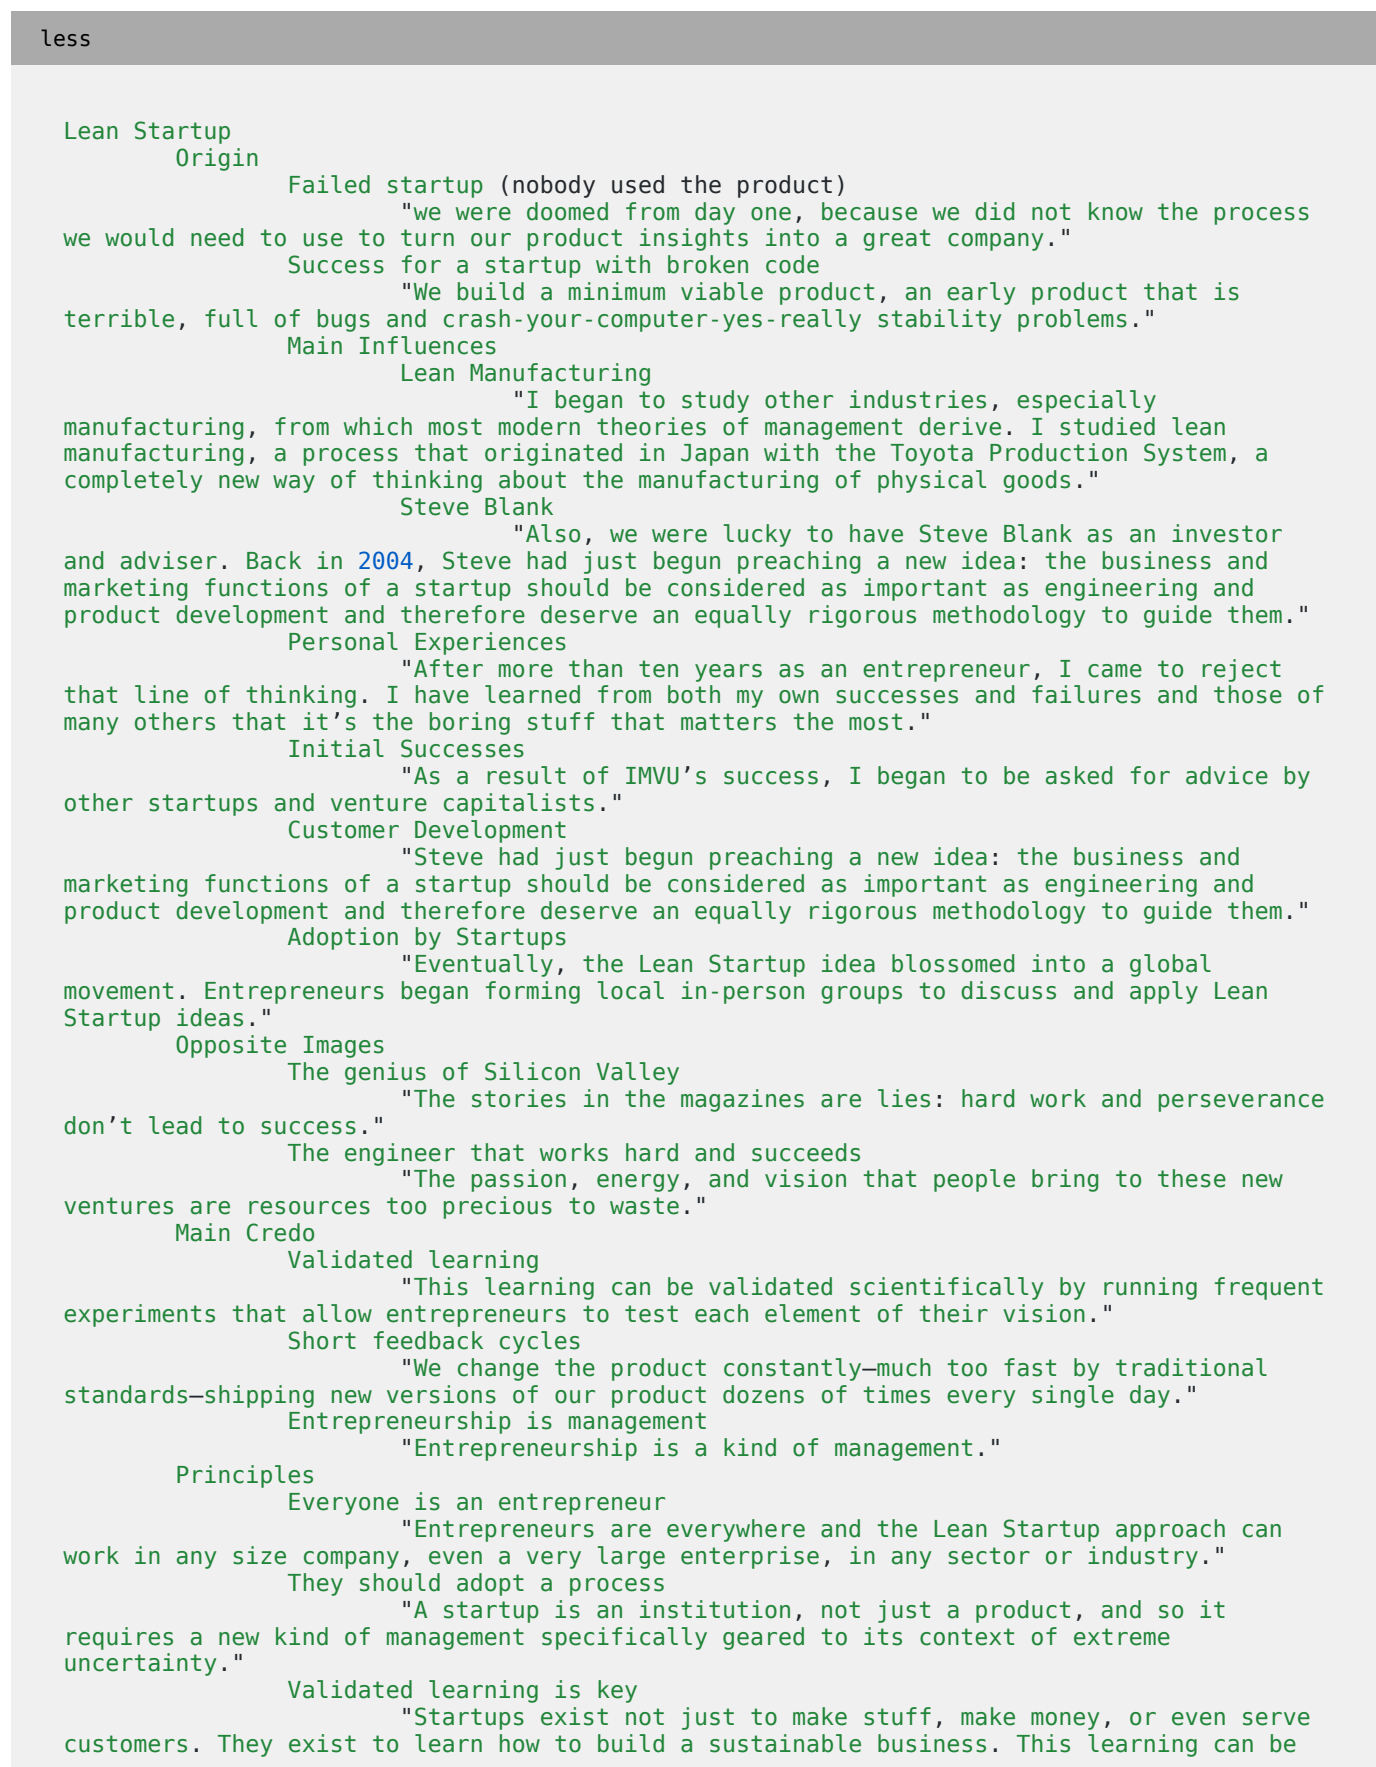 less
Lean Startup
Origin
Failed startup (nobody used the product)
"we were doomed from day one, because we did not know the process
we would need to use to turn our product insights into a great company."
Success for a startup with broken code
"We build a minimum viable product, an early product that is
terrible, full of bugs and crash-your-computer-yes-really stability problems."
Main Influences
Lean Manufacturing
"I began to study other industries, especially
manufacturing, from which most modern theories of management derive. I studied lean
manufacturing, a process that originated in Japan with the Toyota Production System, a
completely new way of thinking about the manufacturing of physical goods."
Steve Blank
"Also, we were lucky to have Steve Blank as an investor
and adviser. Back in 2004, Steve had just begun preaching a new idea: the business and
marketing functions of a startup should be considered as important as engineering and
product development and therefore deserve an equally rigorous methodology to guide them."
Personal Experiences
"After more than ten years as an entrepreneur, I came to reject
that line of thinking. I have learned from both my own successes and failures and those of
many others that it’s the boring stuff that matters the most."
Initial Successes
"As a result of IMVU’s success, I began to be asked for advice by
other startups and venture capitalists."
Customer Development
"Steve had just begun preaching a new idea: the business and
marketing functions of a startup should be considered as important as engineering and
product development and therefore deserve an equally rigorous methodology to guide them."
Adoption by Startups
"Eventually, the Lean Startup idea blossomed into a global
movement. Entrepreneurs began forming local in-person groups to discuss and apply Lean
Startup ideas."
Opposite Images
The genius of Silicon Valley
"The stories in the magazines are lies: hard work and perseverance
don’t lead to success."
The engineer that works hard and succeeds
"The passion, energy, and vision that people bring to these new
ventures are resources too precious to waste."
Main Credo
Validated learning
"This learning can be validated scientifically by running frequent
experiments that allow entrepreneurs to test each element of their vision."
Short feedback cycles
"We change the product constantly—much too fast by traditional
standards—shipping new versions of our product dozens of times every single day."
Entrepreneurship is management
"Entrepreneurship is a kind of management."
Principles
Everyone is an entrepreneur
"Entrepreneurs are everywhere and the Lean Startup approach can
work in any size company, even a very large enterprise, in any sector or industry."
They should adopt a process
"A startup is an institution, not just a product, and so it
requires a new kind of management specifically geared to its context of extreme
uncertainty."
Validated learning is key
"Startups exist not just to make stuff, make money, or even serve
customers. They exist to learn how to build a sustainable business. This learning can be